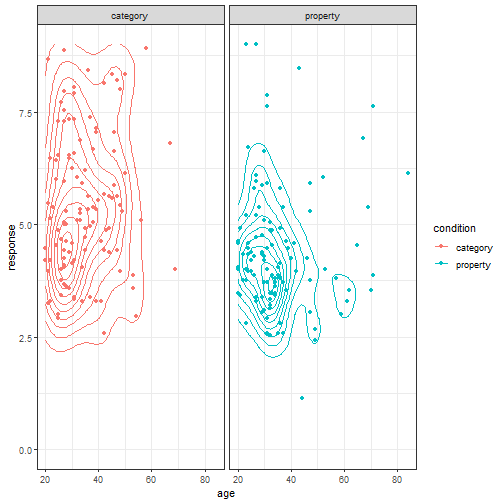 category property
7.5
5.0
2.5
0.0
response
20 40 60 80 20 40 60 80
age
condition
category
property